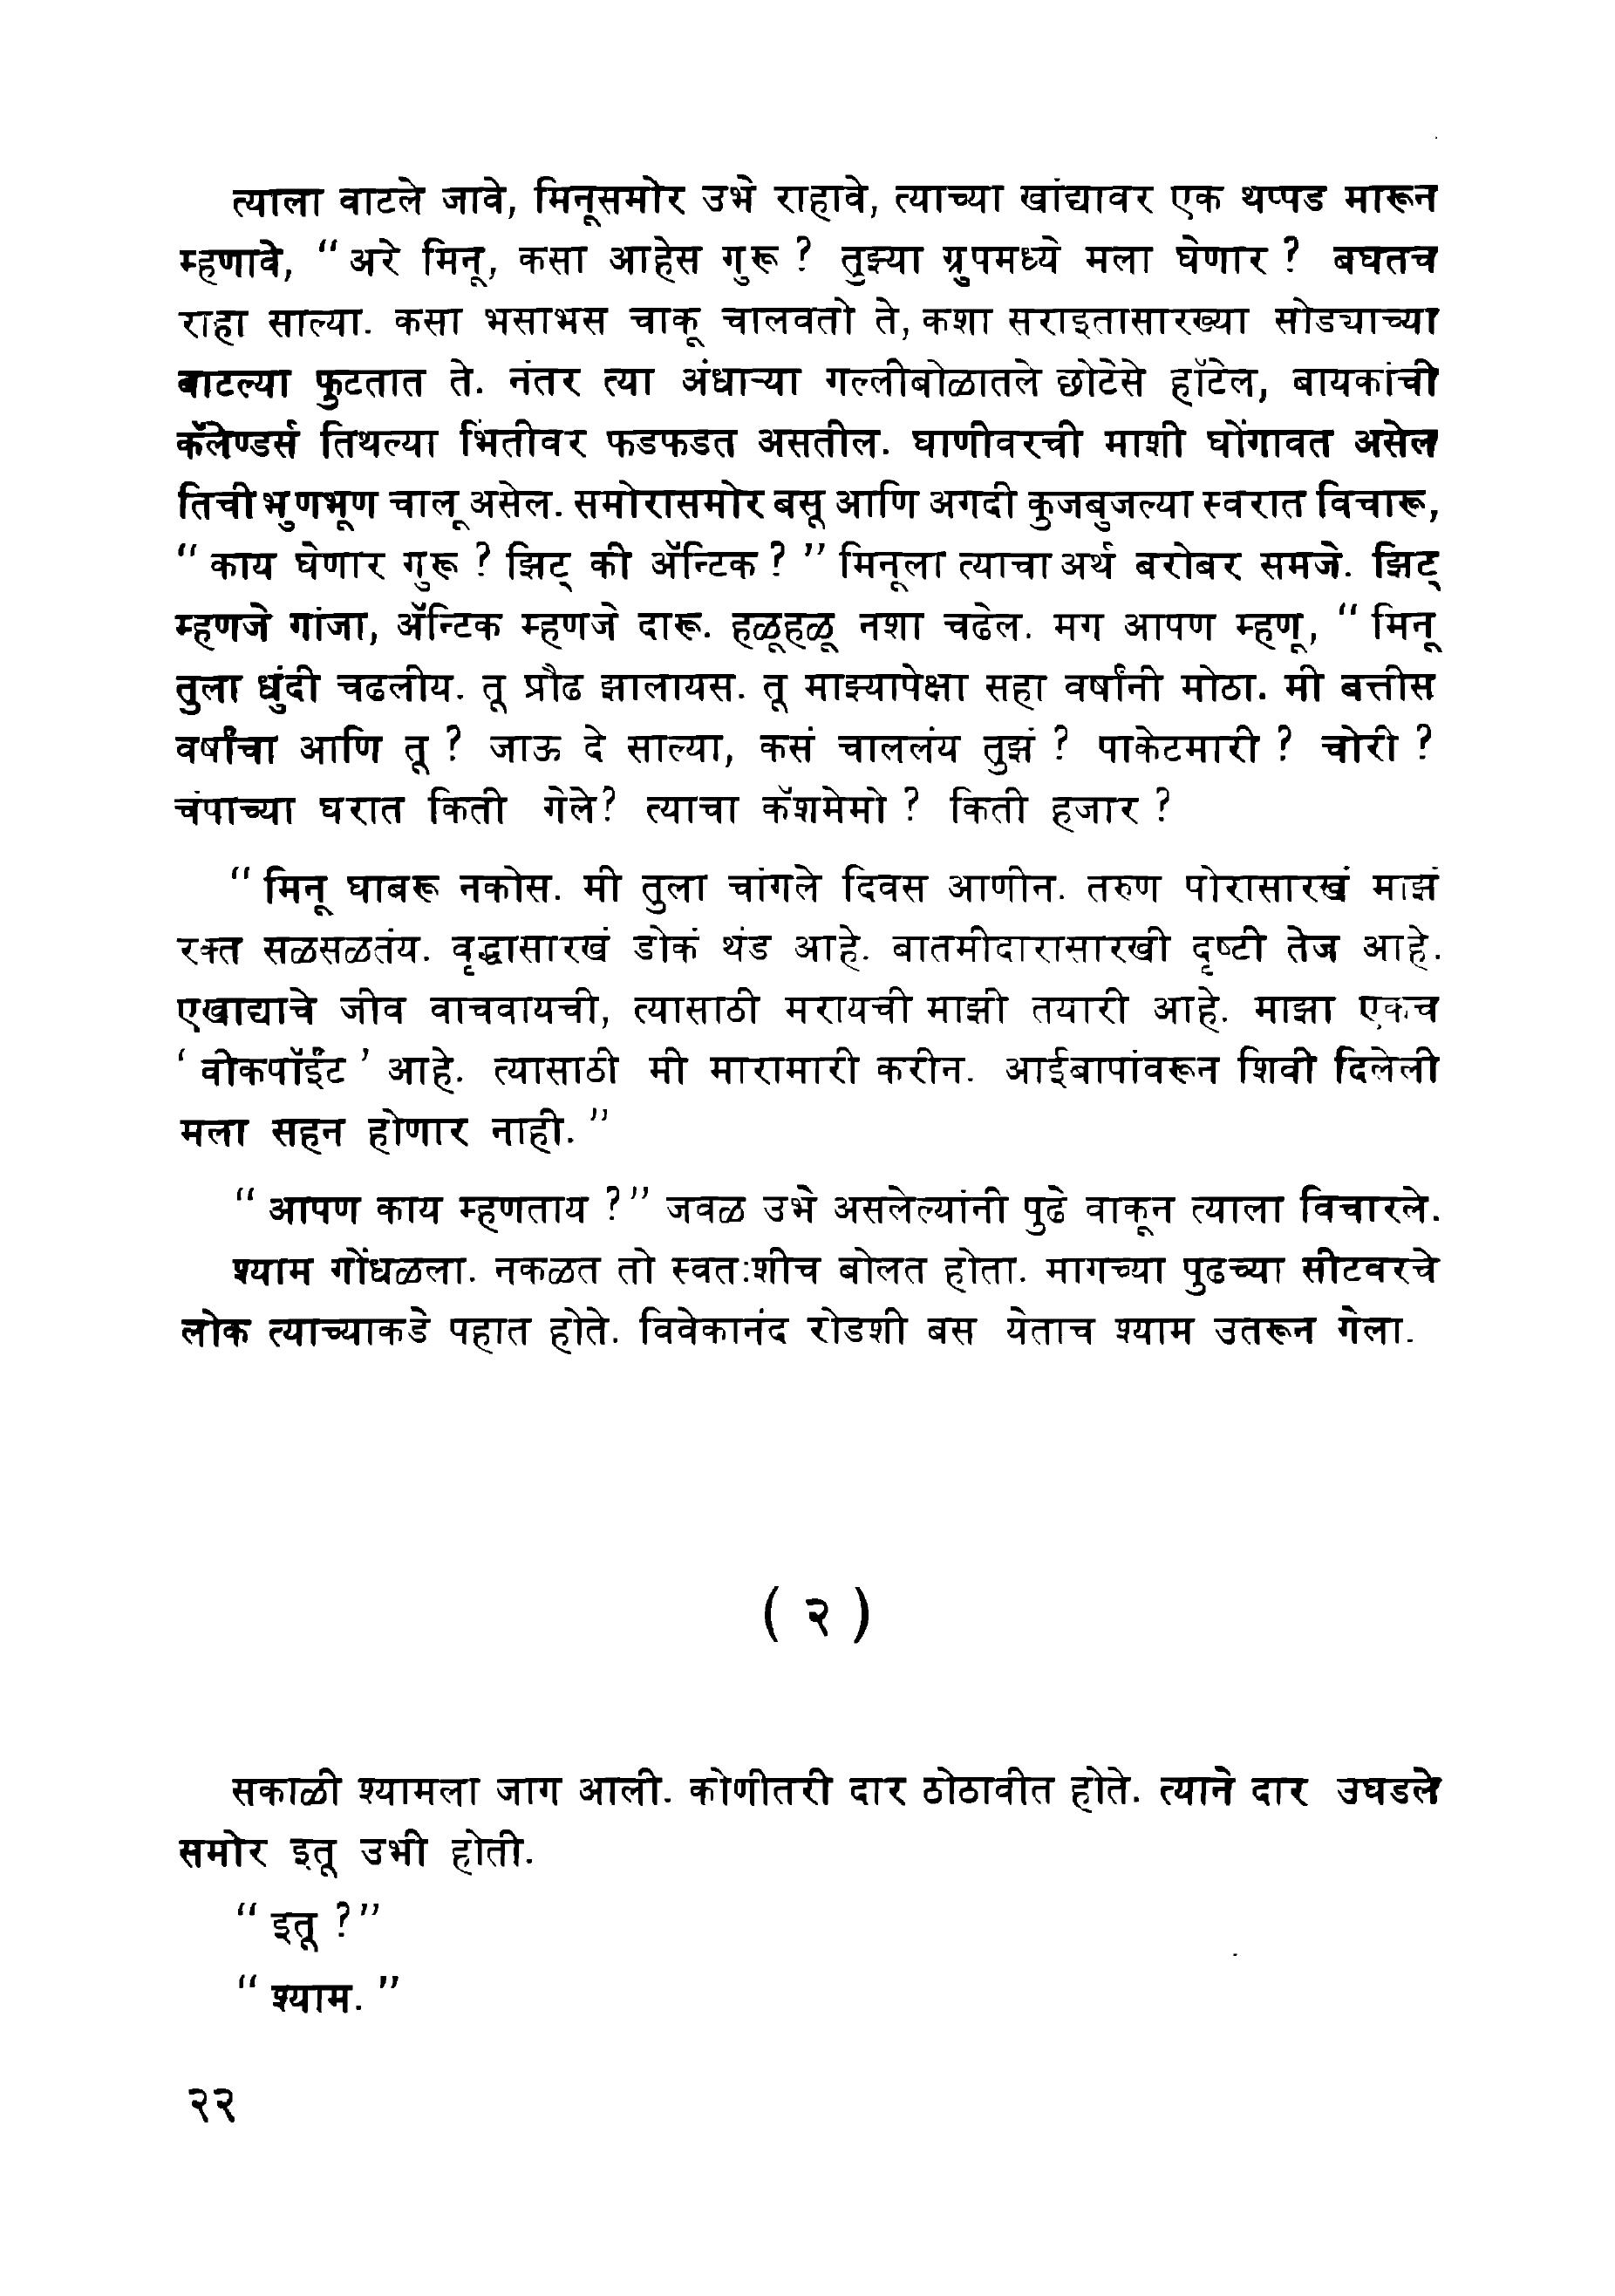 त्याला वाटले जावे, मिनूसमोर उभे राहावे, त्याच्या खांद्यावर एक थप्पड मारून
म्हणावे, “ अरे मिनू, कसा आहेस गुरू ? तुझ्या ग्रुपमध्ये मला घेणार ? बघतच
राहा साल्या. कसा भसाभस चाकू चालवतो ते, कशा सराइतासारख्या सोड्याच्या
बाटल्या फुटतात ते. नंतर त्या अंधाऱ्या गल्लीबोळातले छोटेसे हॉटेल, बायकांची
कॅलेण्डर्स तिथल्या भिंतीवर फडफडत असतील. घाणीवरची माशी घोंगावत असेल
तिची भुणभूण चालू असेल. समोरासमोर बसू आणि अगदी कुजबुजल्या स्वरात विचारू,
“ काय घेणार गुरू ? झिट् की ॲन्टिक ? ” मिनूला त्याचा अर्थ बरोबर समजे. झिट्
म्हणजे गांजा, ॲन्टिक म्हणजे दारू. हळूहळू नशा चढेल. मग आपण म्हणू, “ मिनू
तुला धुंदी चढलीय. तू प्रौढ झालायस. तू माझ्यापेक्षा सहा वर्षांनी मोठा. मी बत्तीस
वर्षांचा आणि तू ? जाऊ दे साल्या, कसं चाललंय तुझं ? पाकेटमारी ? चोरी ?
चंपाच्या घरात किती गेले? त्याचा कॅशमेमो ? किती हजार ?
“ मिनू घाबरू नकोस. मी तुला चांगले दिवस आणीन. तरुण पोरासारखं माझं
रक्त सळसळतंय. वृद्धासारखं डोकं थंड आहे. बातमीदारासारखी दृष्टी तेज आहे.
एखाद्याचे जीव वाचवायची, त्यासाठी मरायची माझी तयारी आहे. माझा एकच
‘ वीकपॉईंट ’ आहे. त्यासाठी मी मारामारी करीन. आईबापांवरून शिवी दिलेली
मला सहन होणार नाही. ”
“ आपण काय म्हणताय ?” जवळ उभे असलेल्यांनी पुढे वाकून त्याला विचारले.
श्याम गोंधळला. नकळत तो स्वत:शीच बोलत होता. मागच्या पुढच्या सीटवरचे
लोक त्याच्याकडे पहात होते. विवेकानंद रोडशी बस येताच श्याम उतरून गेला.
( २ )
सकाळी श्यामला जाग आली. कोणीतरी दार ठोठावीत होते. त्याने दार उघडले
समोर इतू उभी होती.
“ इतू ?”
“ श्याम. ”
२२